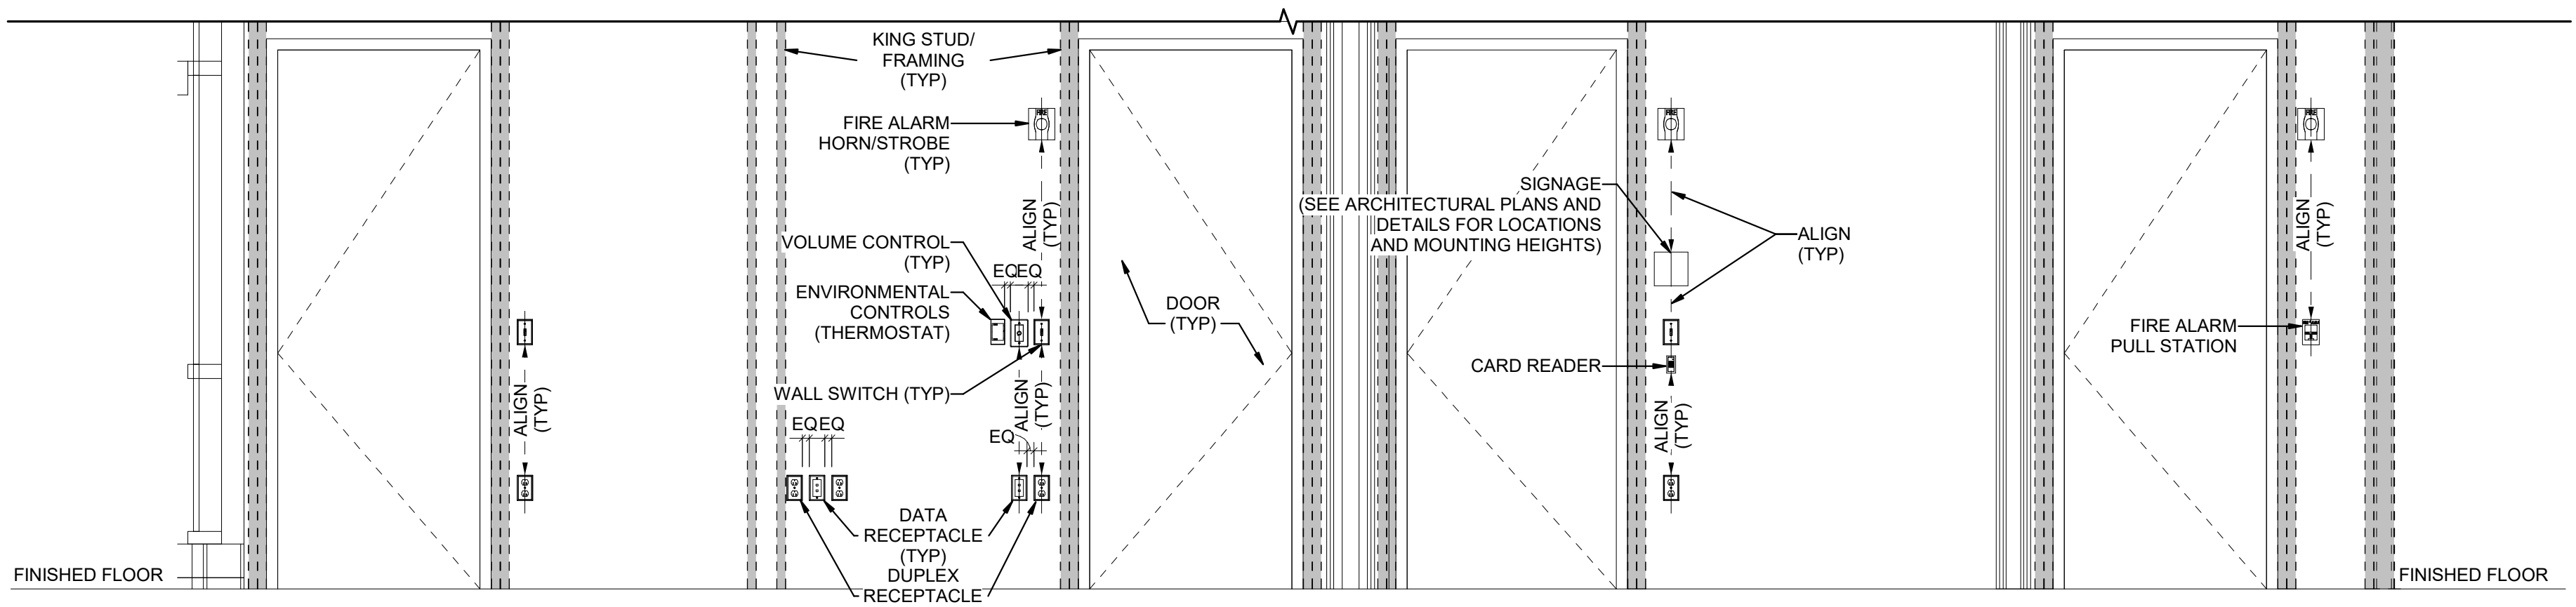 KING STUD/
FRAMING
(TYP)
FIRE ALARM
HORN/STROBE
(TYP)
ALIGN
(TYP)
VOLUME CONTROL
(TYP)
EQ EQ
ENVIRONMENTAL
CONTROLS
(THERMOSTAT)
WALL SWITCH (TYP)
ALIGN
(TYP)
ALIGN
(TYP)
EQ EQ
EQ
DATA
RECEPTACLE
(TYP)
DUPLEX
RECEPTACLE
DOOR
(TYP)
SIGNAGE
(SEE ARCHITECTURAL PLANS AND
DETAILS FOR LOCATIONS
AND MOUNTING HEIGHTS)
ALIGN
(TYP)
CARD READER
ALIGN
(TYP)
ALIGN
(TYP)
FIRE ALARM
PULL STATION
FINISHED FLOOR
FINISHED FLOOR